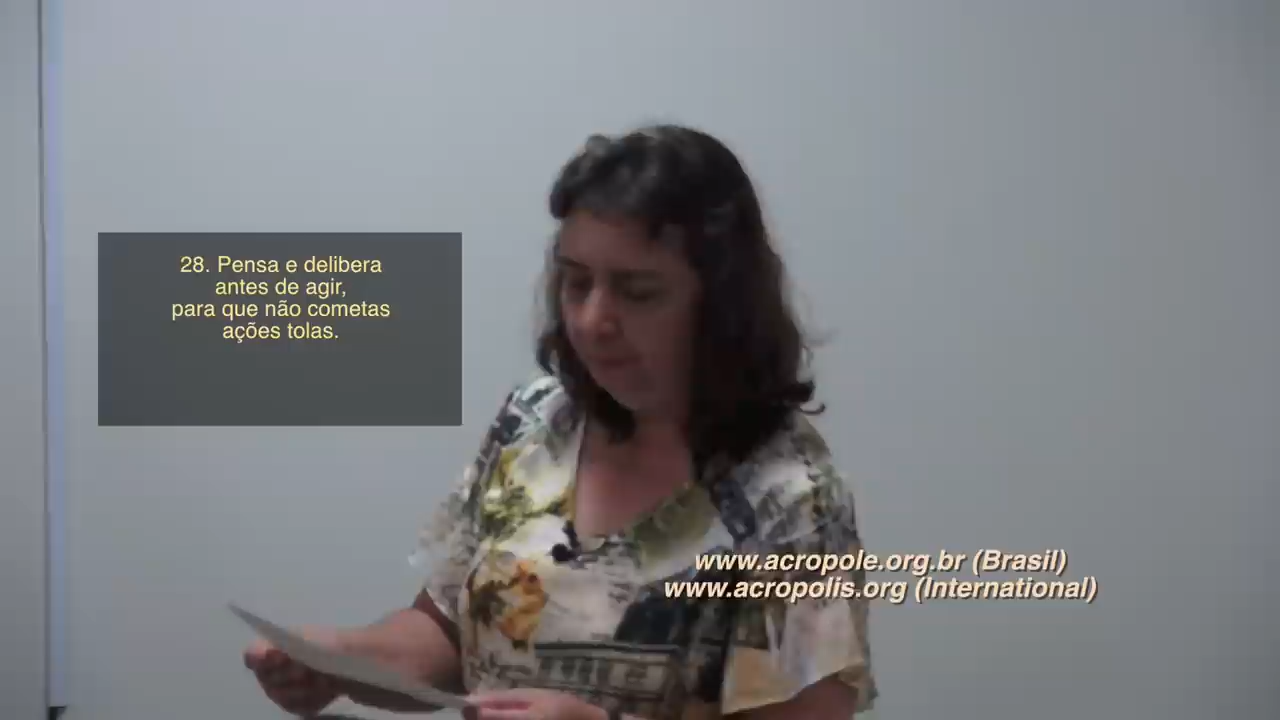 28. Pensa e delibera
antes de agir,
para que não cometas
ações tolas.
www.acropole.org.br (Brasil)
www.acropolis.org (International)